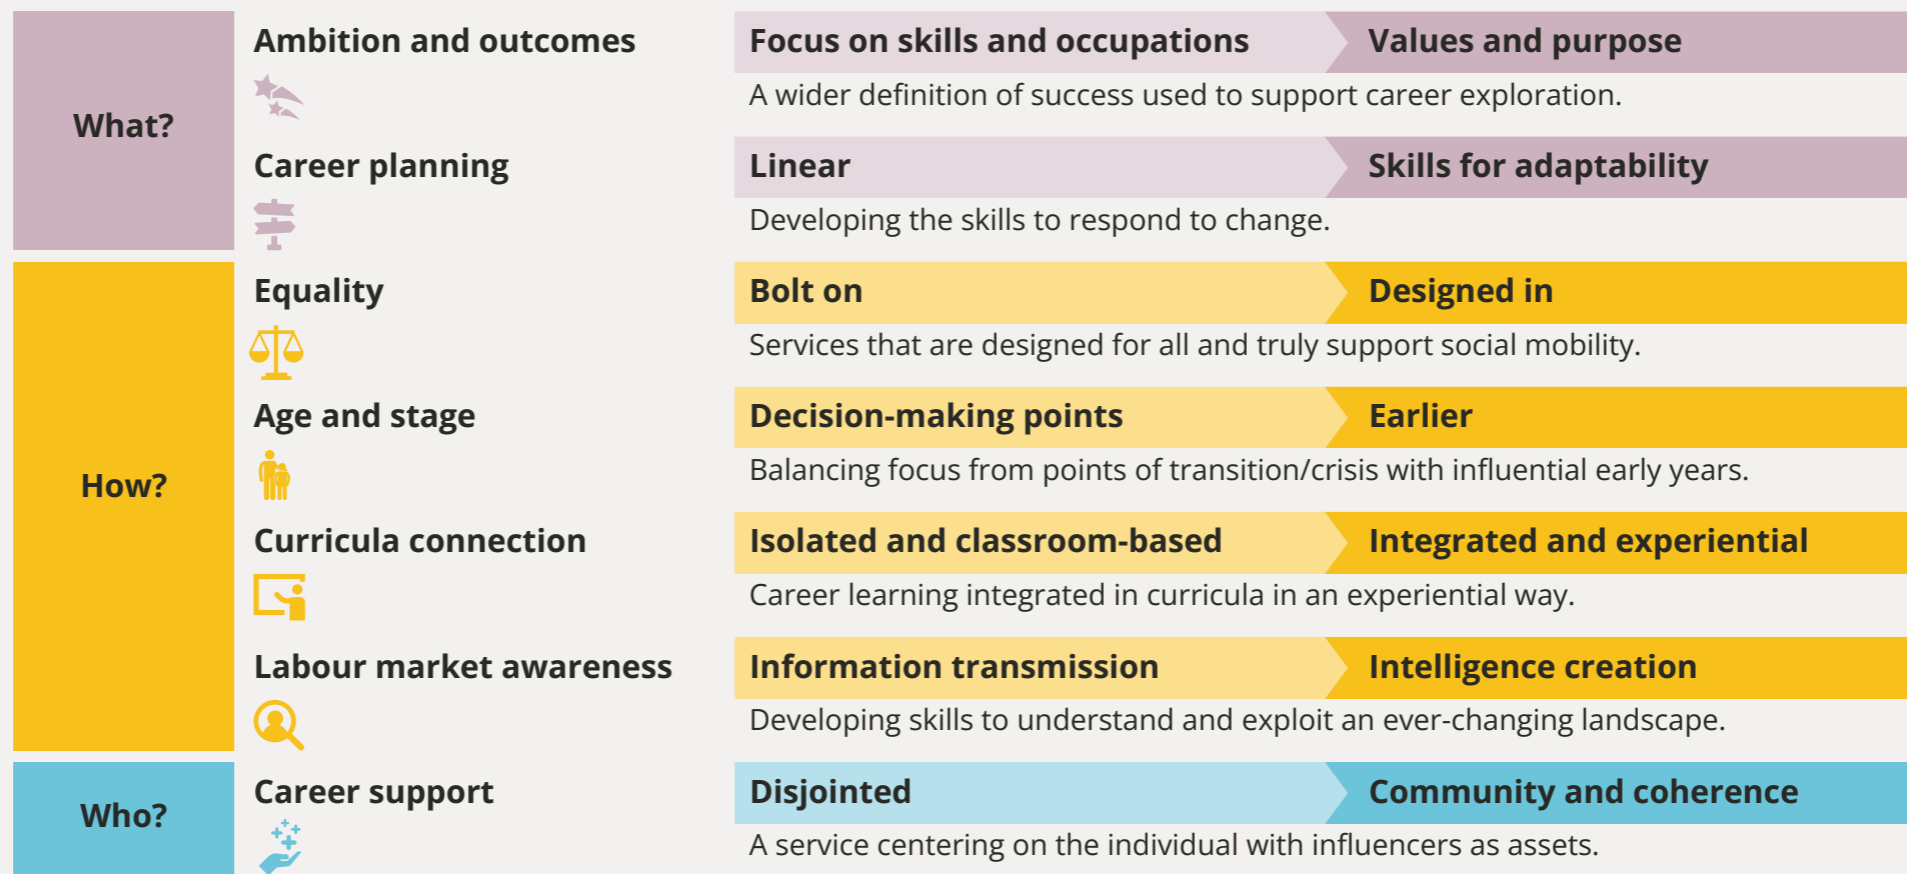 What?
Ambition and outcomes
Focus on skills and occupations
Values and purpose
A wider definition of success used to support career exploration.
Career planning
Linear
Skills for adaptability
Developing the skills to respond to change.
How?
Equality
Bolt on
Designed in
Services that are designed for all and truly support social mobility.
Age and stage
Decision-making points
Earlier
Balancing focus from points of transition/crisis with influential early years.
Curricula connection
Isolated and classroom-based
Integrated and experiential
Career learning integrated in curricula in an experiential way.
Labour market awareness
Information transmission
Intelligence creation
Developing skills to understand and exploit an ever-changing landscape.
Who?
Career support
Disjointed
Community and coherence
A service centering on the individual with influencers as assets.